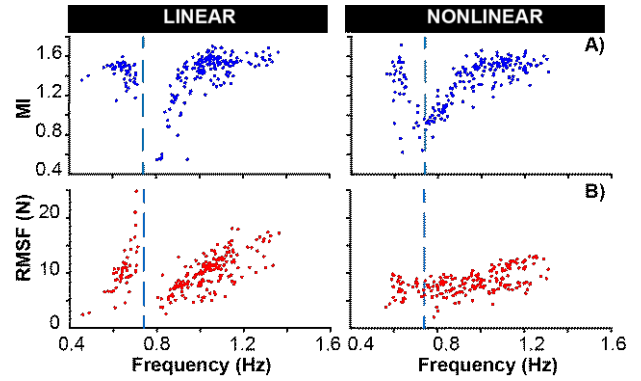 LINEAR NONLINEAR
1.6 A)
1.2
MI
0.8
0.4
B)
20
RMSF (N)
10
0
0.4 0.8 1.2 1.6 0.4 0.8 1.2 1.6
Frequency (Hz) Frequency (Hz)